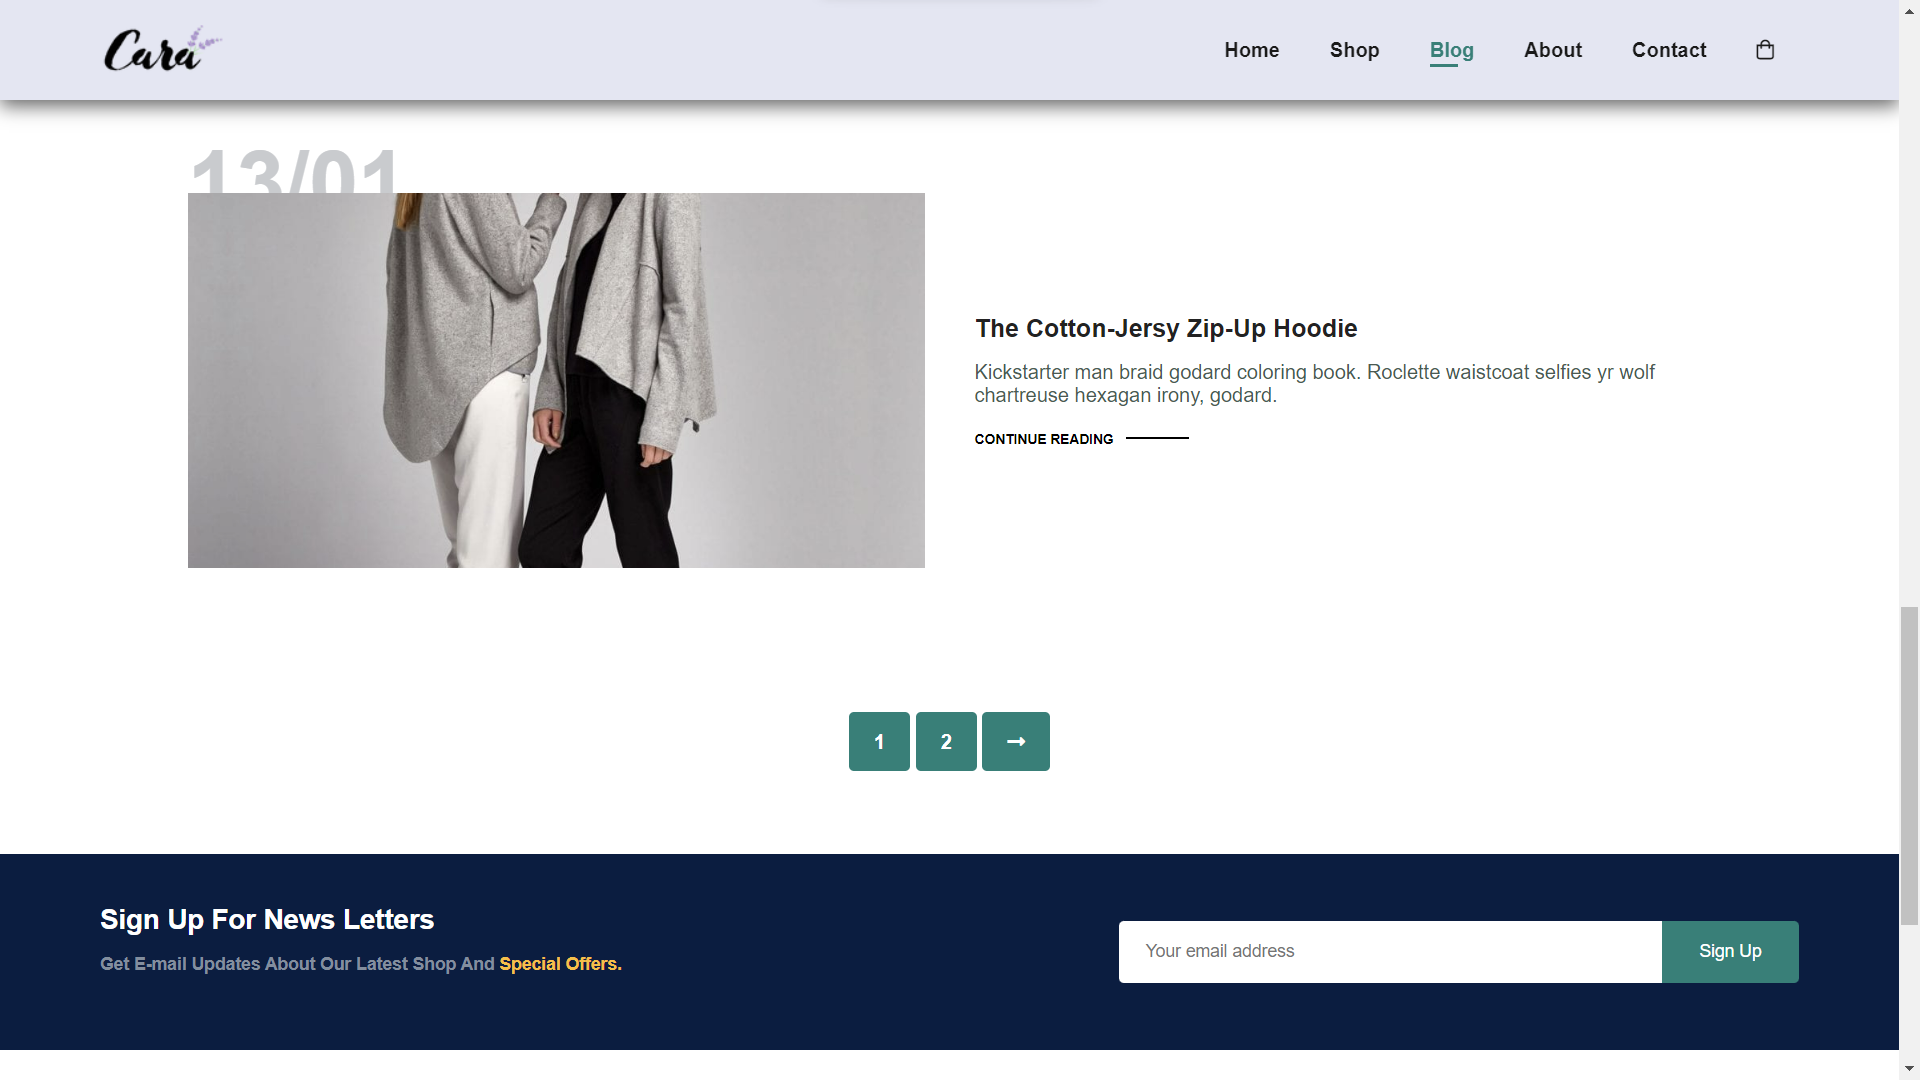 Cara
Home
Shop
Blog
About
Contact
13/01
The Cotton-Jersy Zip-Up Hoodie
Kickstarter man braid godard coloring book. Roclette waistcoat selfies yr wolf
chartreuse hexagan irony, godard.
CONTINUE READING
1
2
Sign Up For News Letters
Get E-mail Updates About Our Latest Shop And Special Offers.
Your email address
Sign Up